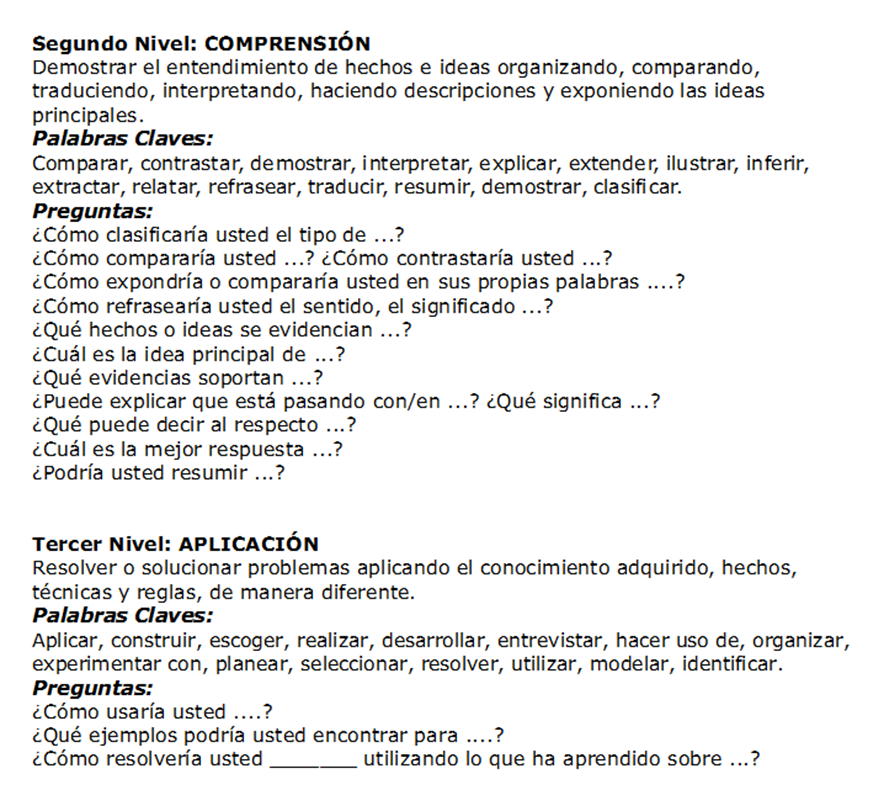 Segundo Nivel: COMPRENSIÓN
Demostrar el entendimiento de hechos e ideas organizando, comparando,
traduciendo, interpretando, haciendo descripciones y exponiendo las ideas
principales.
Palabras Claves:
Comparar, contrastar, demostrar, interpretar, explicar, extender, ilustrar, inferir,
extractar, relatar, refrasear, traducir, resumir, demostrar, clasificar.
Preguntas:
¿Cómo clasificaría usted el tipo de ...?
¿Cómo compararía usted ...? ¿Cómo contrastaría usted ...?
¿Cómo expondría o compararía usted en sus propias palabras ....?
¿Cómo refrasearía usted el sentido, el significado ...?
¿Qué hechos o ideas se evidencian ...?
¿Cuál es la idea principal de ...?
¿Qué evidencias soportan ...?
¿Puede explicar que está pasando con/en ...? ¿Qué significa ...?
¿Qué puede decir al respecto ...?
¿Cuál es la mejor respuesta ...?
¿Podría usted resumir ...?
Tercer Nivel: APLICACIÓN
Resolver o solucionar problemas aplicando el conocimiento adquirido, hechos,
técnicas y reglas, de manera diferente.
Palabras Claves:
Aplicar, construir, escoger, realizar, desarrollar, entrevistar, hacer uso de, organizar,
experimentar con, planear, seleccionar, resolver, utilizar, modelar, identificar.
Preguntas:
¿Cómo usaría usted ....?
¿Qué ejemplos podría usted encontrar para ....?
¿Cómo resolvería usted _______ utilizando lo que ha aprendido sobre ...?